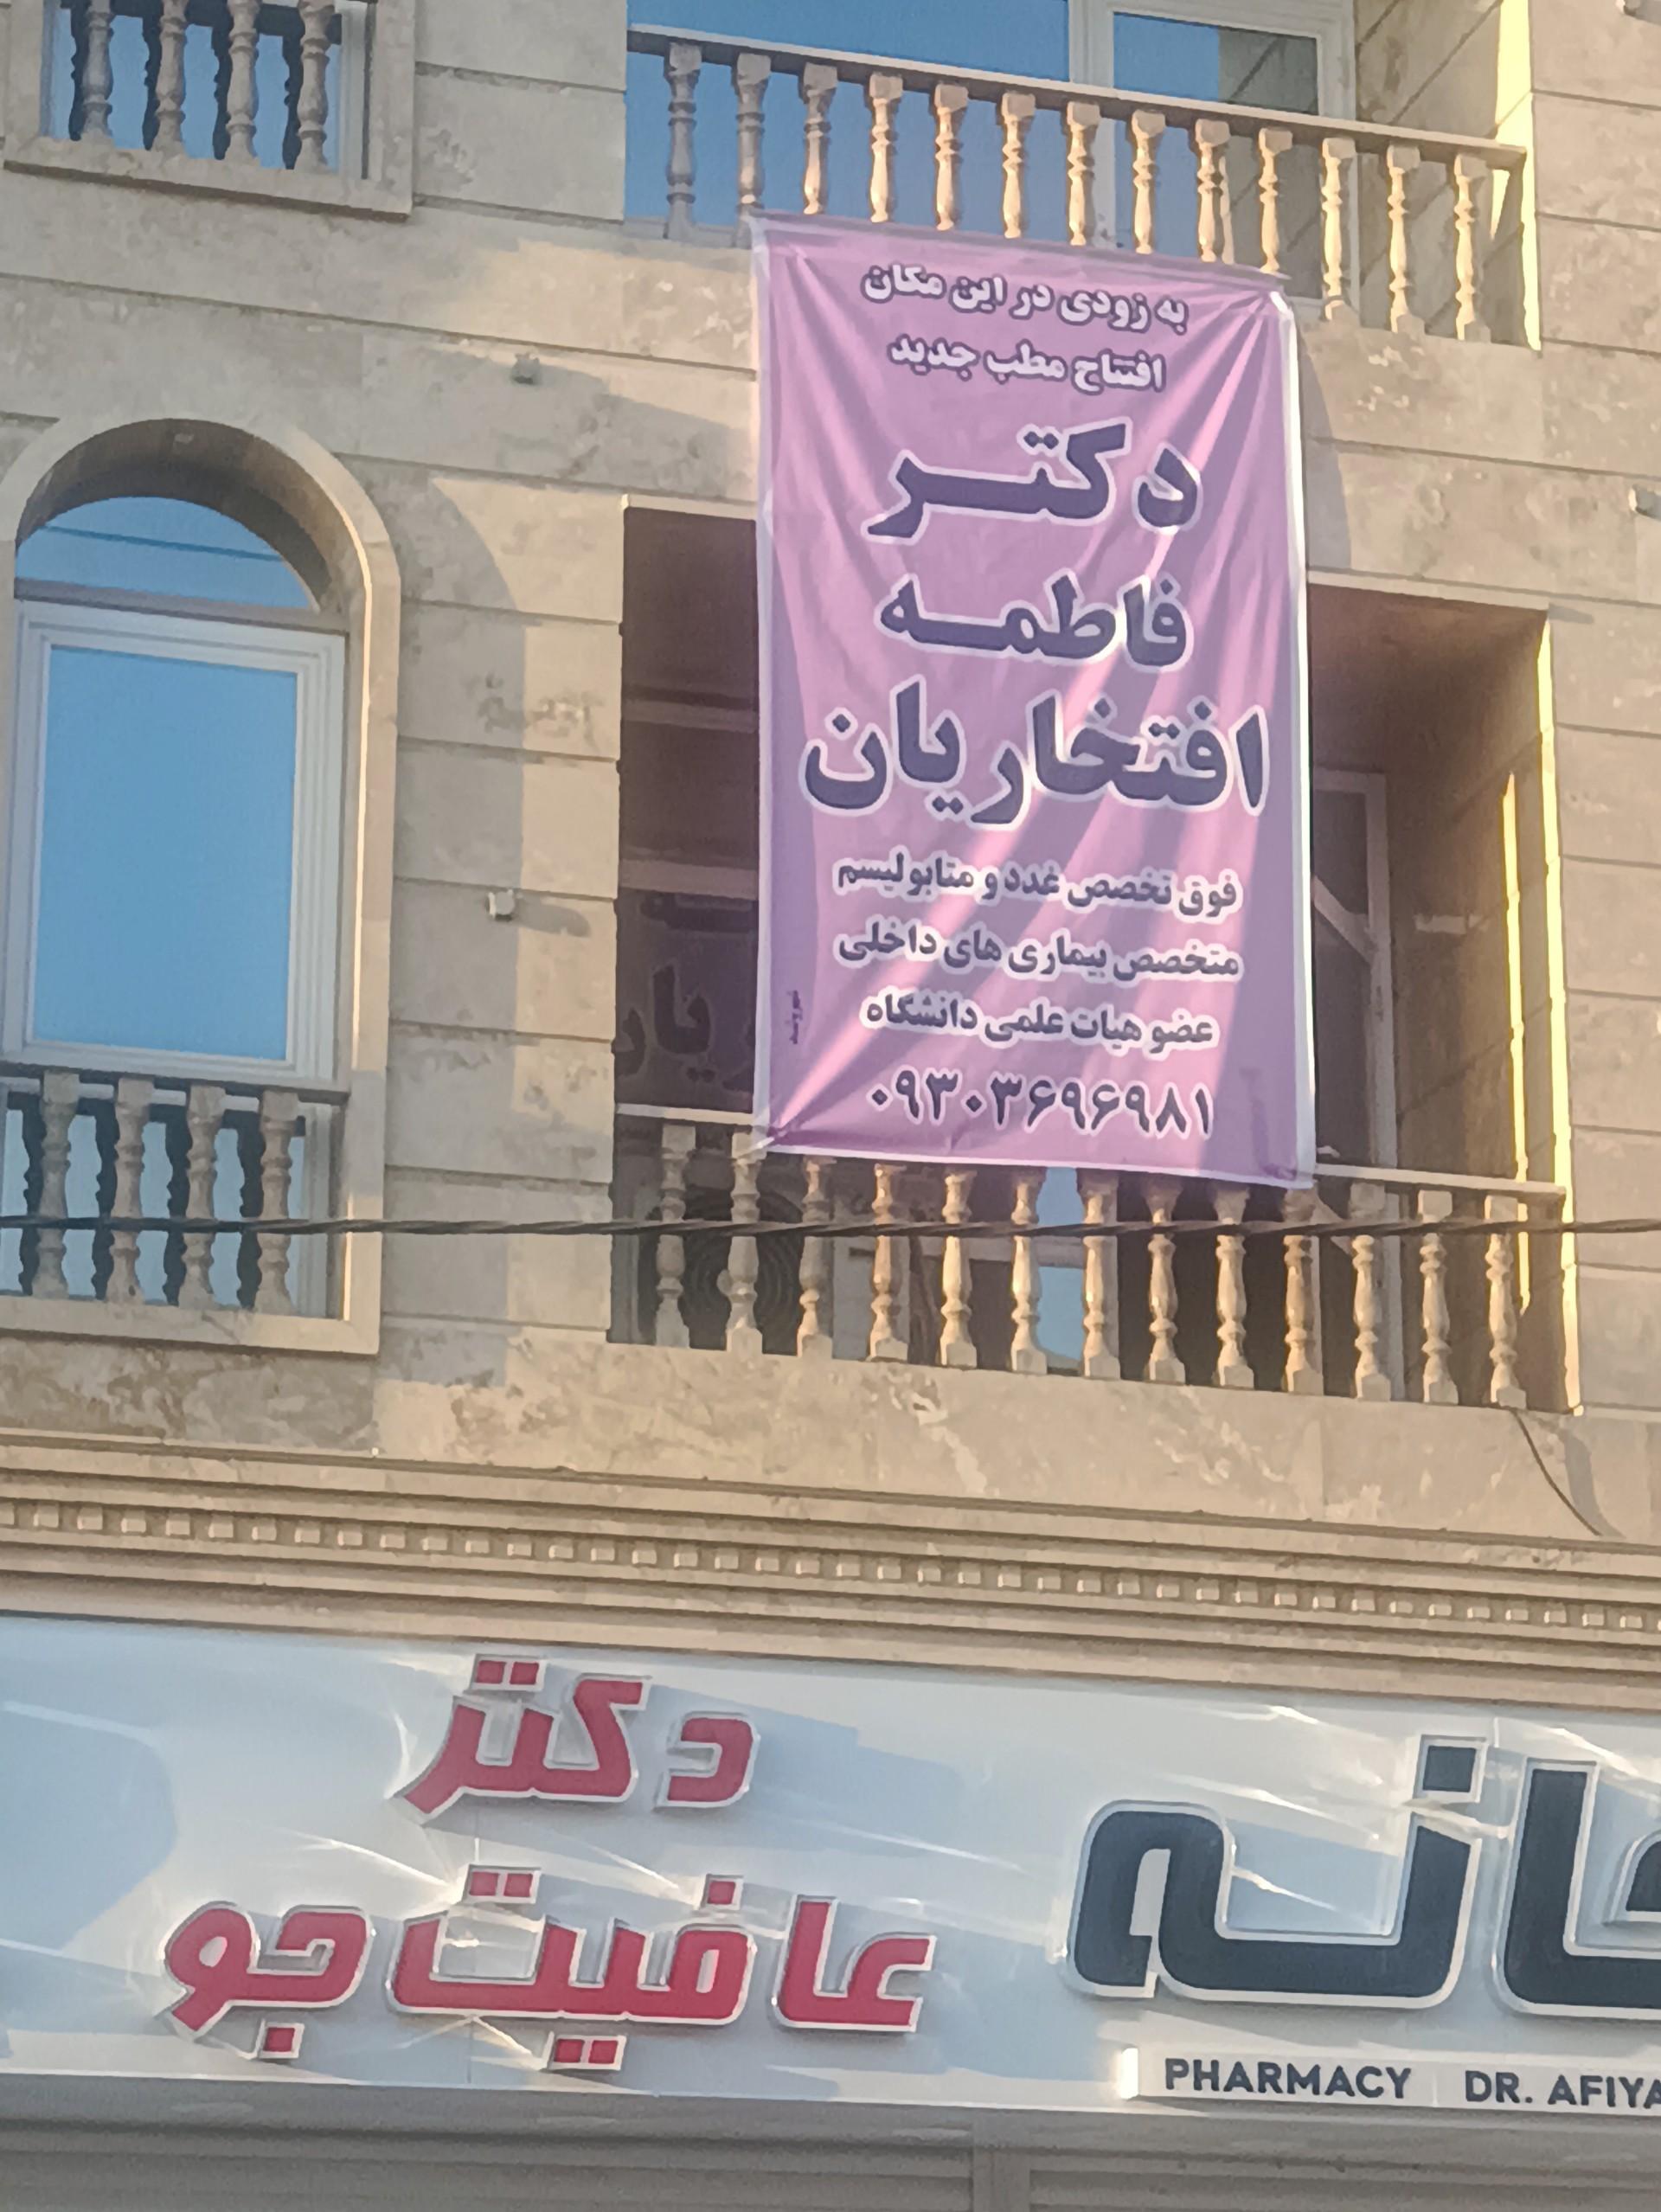 به زودی در این مکان
افتتاح مطب جدید
دکتر
فاطمه
افتخاریان
فوق تخصص غدد و متابولیسم
متخصص بیماری های داخلی
عضو هیات علمی دانشگاه
۰۹۳۰۳۶۹۶۹۸۱
دکتر
عافیت‌جو
خانه
PHARMACY DR. AFIYA